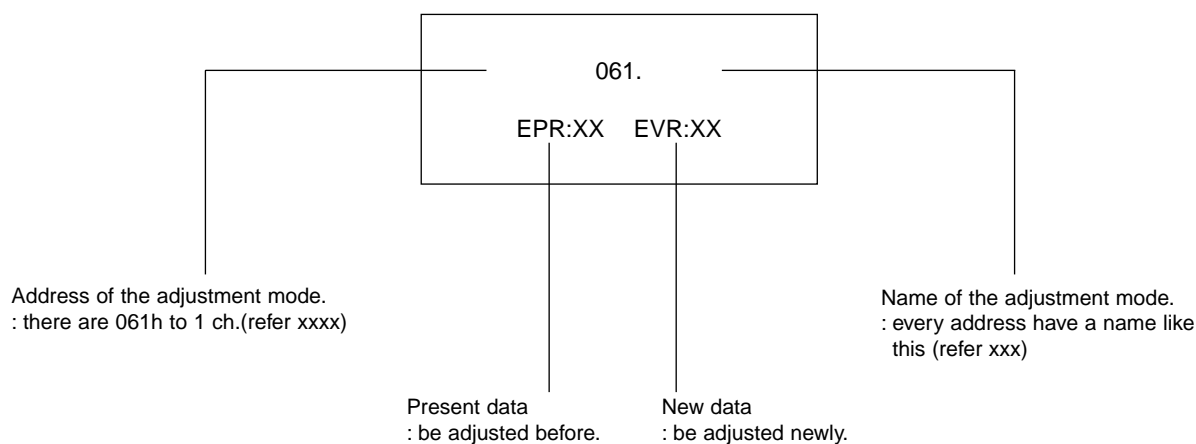 061.
EPR:XX EVR:XX
Address of the adjustment mode.
: there are 061h to 1 ch.(refer xxxx)
Name of the adjustment mode.
: every address have a name like
this (refer xxx)
Present data
: be adjusted before.
New data
: be adjusted newly.